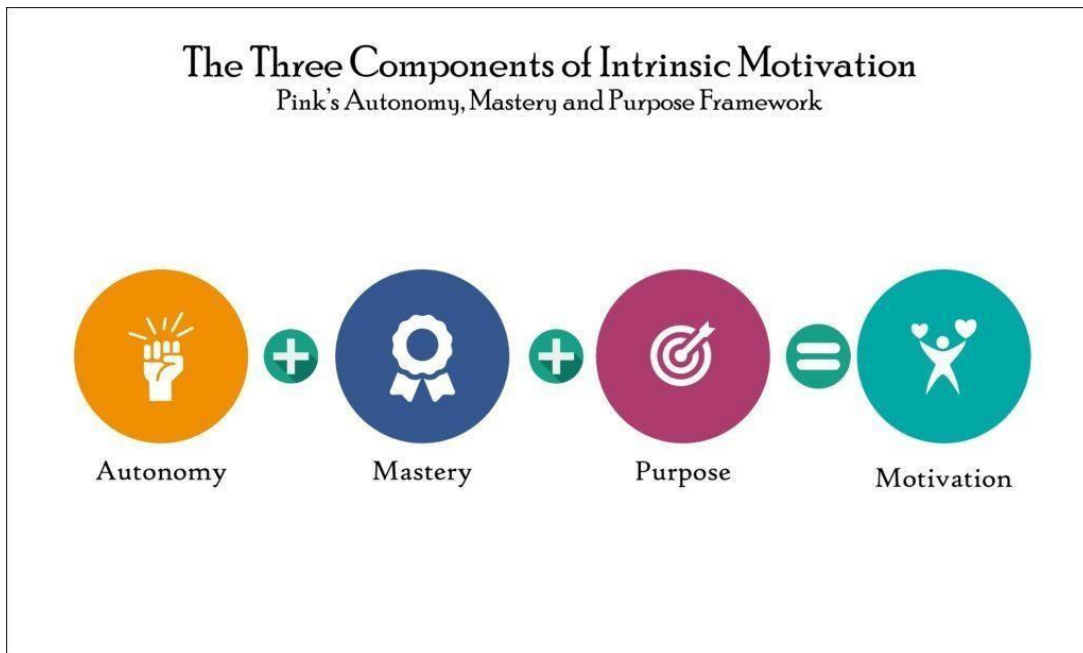 The Three Components of Intrinsic Motivation
Pink's Autonomy, Mastery and Purpose Framework
Autonomy
Mastery
Purpose
Motivation